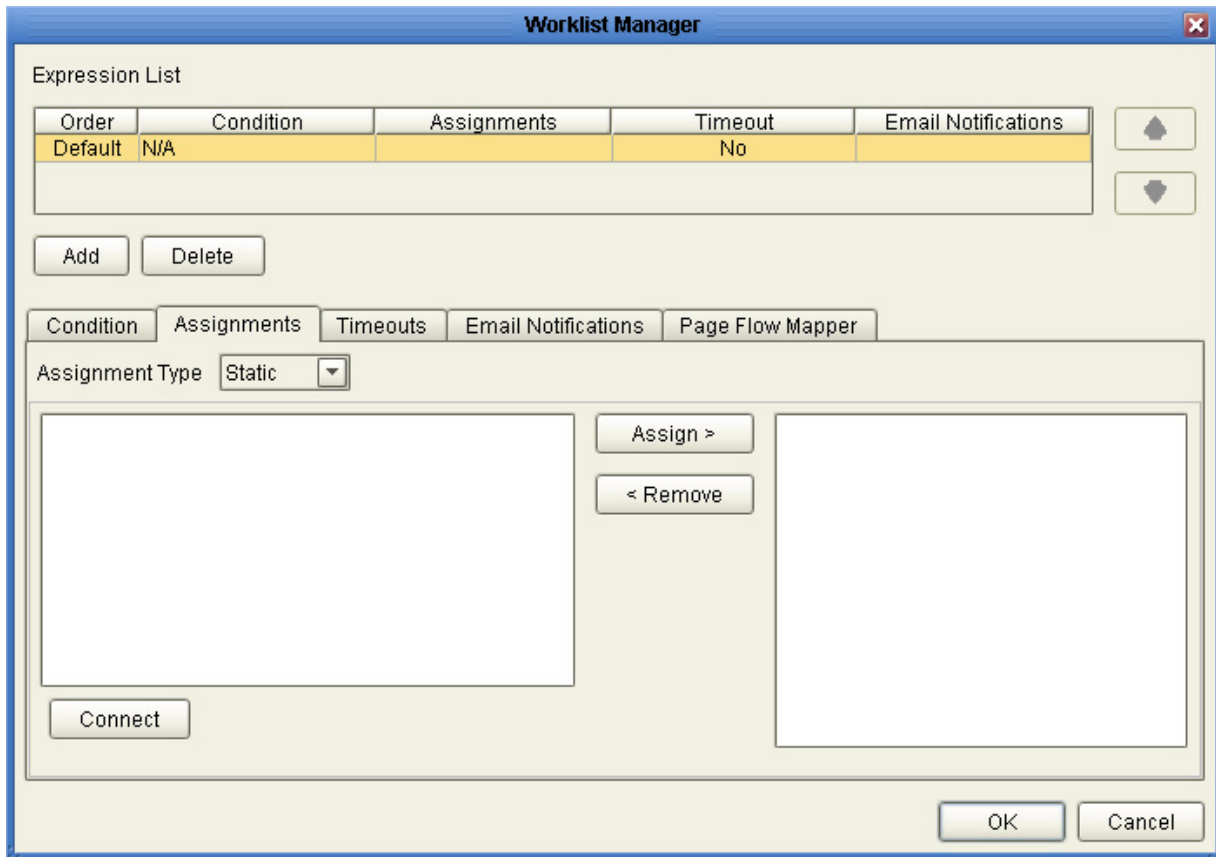 Worklist Manager
Expression List
Order Condition Assignments Timeout Email Notifications
Default N/A No
Add Delete
Condition Assignments Timeouts Email Notifications Page Flow Mapper
Assignment Type Static
Assign >
< Remove
Connect
OK Cancel